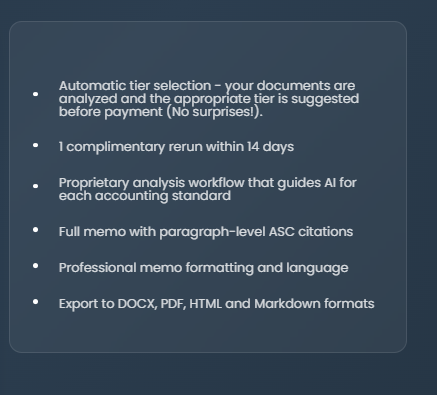 Automatic tier selection - your documents are
analyzed and the appropriate tier is suggested
before payment (No surprises!).
1 complimentary rerun within 14 days
Proprietary analysis workflow that guides AI for
each accounting standard
Full memo with paragraph-level ASC citations
Professional memo formatting and language
Export to DOCX, PDF, HTML and Markdown formats